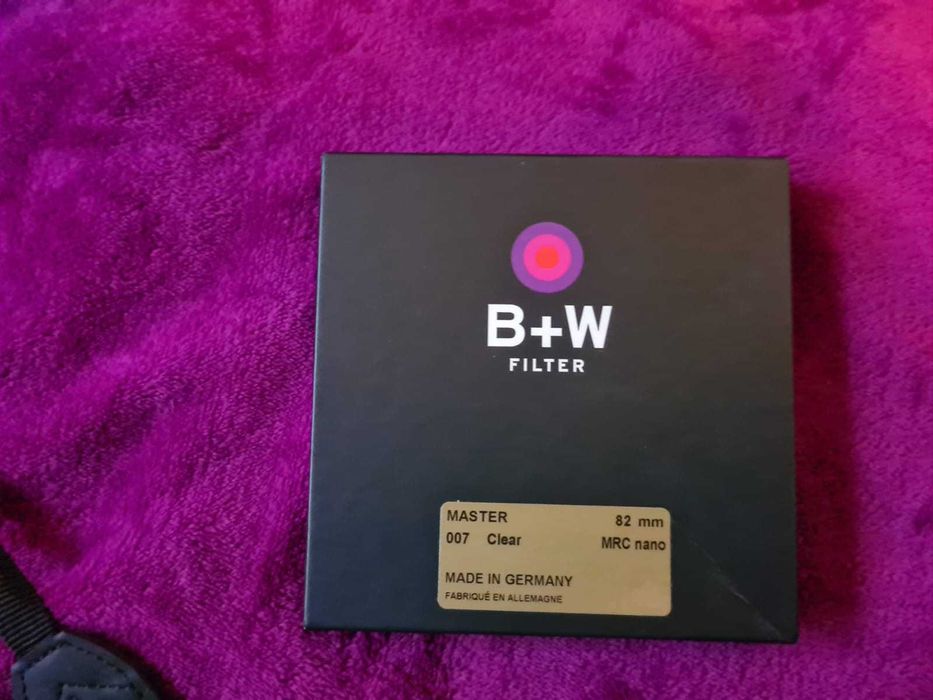 B+W
FILTER
MASTER 82 mm
007 Clear MRC nano
MADE IN GERMANY
FABRIQUÉ EN ALLEMAGNE